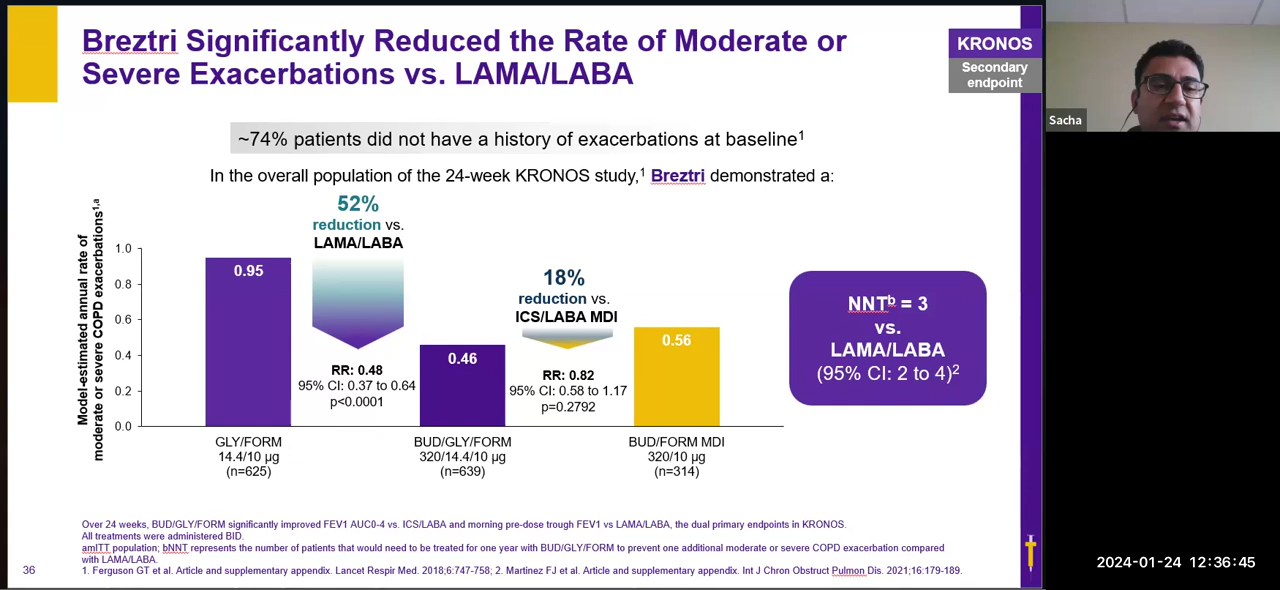 Breztri Significantly Reduced the Rate of Moderate or
Severe Exacerbations vs. LAMA/LABA
KRONOS
Secondary
endpoint
Sacha
~74% patients did not have a history of exacerbations at baseline1
In the overall population of the 24-week KRONOS study,1 Breztri demonstrated a:
Model-estimated annual rate of
moderate or severe COPD exacerbations1,a
1.0
0.8
0.6
0.4
0.2
0.0
0.95
52%
reduction vs.
LAMA/LABA
RR: 0.48
95% CI: 0.37 to 0.64
p<0.0001
0.46
18%
reduction vs.
ICS/LABA MDI
RR: 0.82
95% CI: 0.58 to 1.17
p=0.2792
0.56
GLY/FORM
14.4/10 µg
(n=625)
BUD/GLY/FORM
320/14.4/10 µg
(n=639)
BUD/FORM MDI
320/10 µg
(n=314)
NNTb = 3
vs.
LAMA/LABA
(95% CI: 2 to 4)2
Over 24 weeks, BUD/GLY/FORM significantly improved FEV1 AUC0-4 vs. ICS/LABA and morning pre-dose trough FEV1 vs LAMA/LABA, the dual primary endpoints in KRONOS.
All treatments were administered BID.
amITT population; bNNT represents the number of patients that would need to be treated for one year with BUD/GLY/FORM to prevent one additional moderate or severe COPD exacerbation compared
with LAMA/LABA.
1. Ferguson GT et al. Article and supplementary appendix. Lancet Respir Med. 2018;6:747-758; 2. Martinez FJ et al. Article and supplementary appendix. Int J Chron Obstruct Pulmon Dis. 2021;16:179-189.
36
2024-01-24 12:36:45